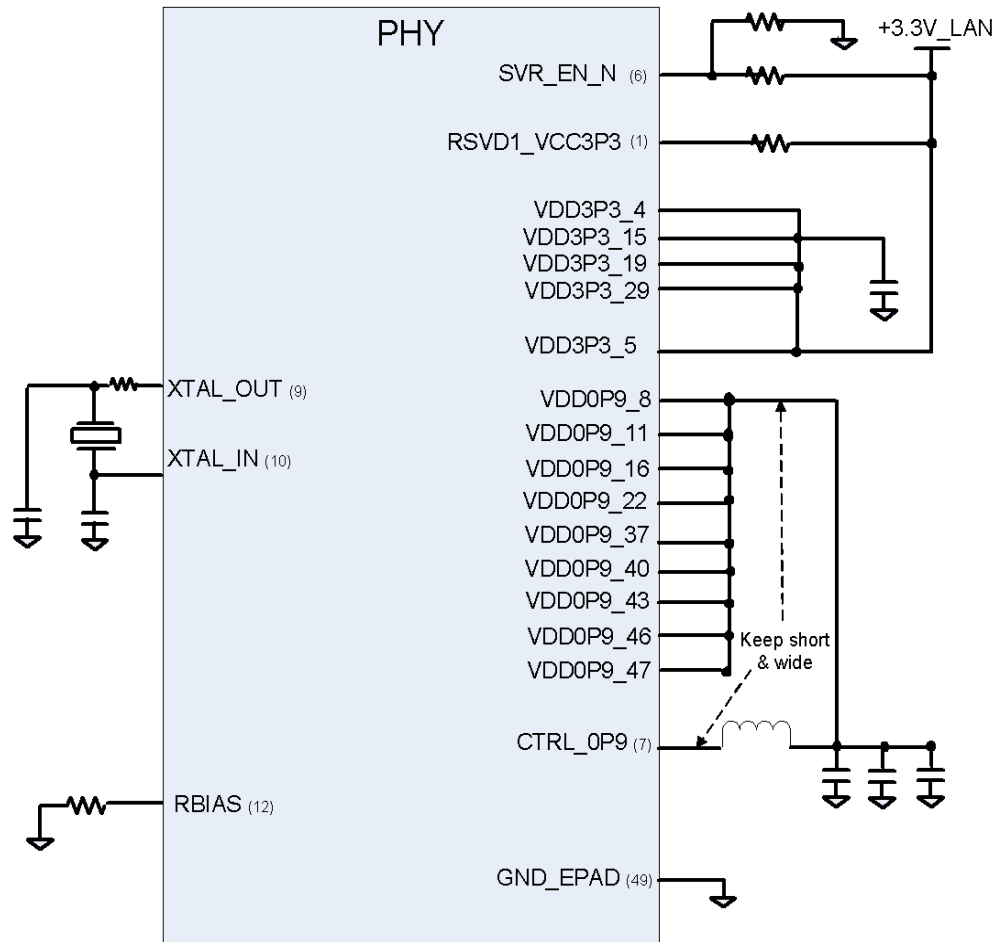 PHY
+3.3V_LAN
SVR_EN_N (6)
RSVD1_VCC3P3 (1)
VDD3P3_4
VDD3P3_15
VDD3P3_19
VDD3P3_29
VDD3P3_5
XTAL_OUT (9)
XTAL_IN (10)
VDD0P9_8
VDD0P9_11
VDD0P9_16
VDD0P9_22
VDD0P9_37
VDD0P9_40
VDD0P9_43
VDD0P9_46
VDD0P9_47
Keep short
& wide
CTRL_0P9 (7)
RBIAS (12)
GND_EPAD (49)